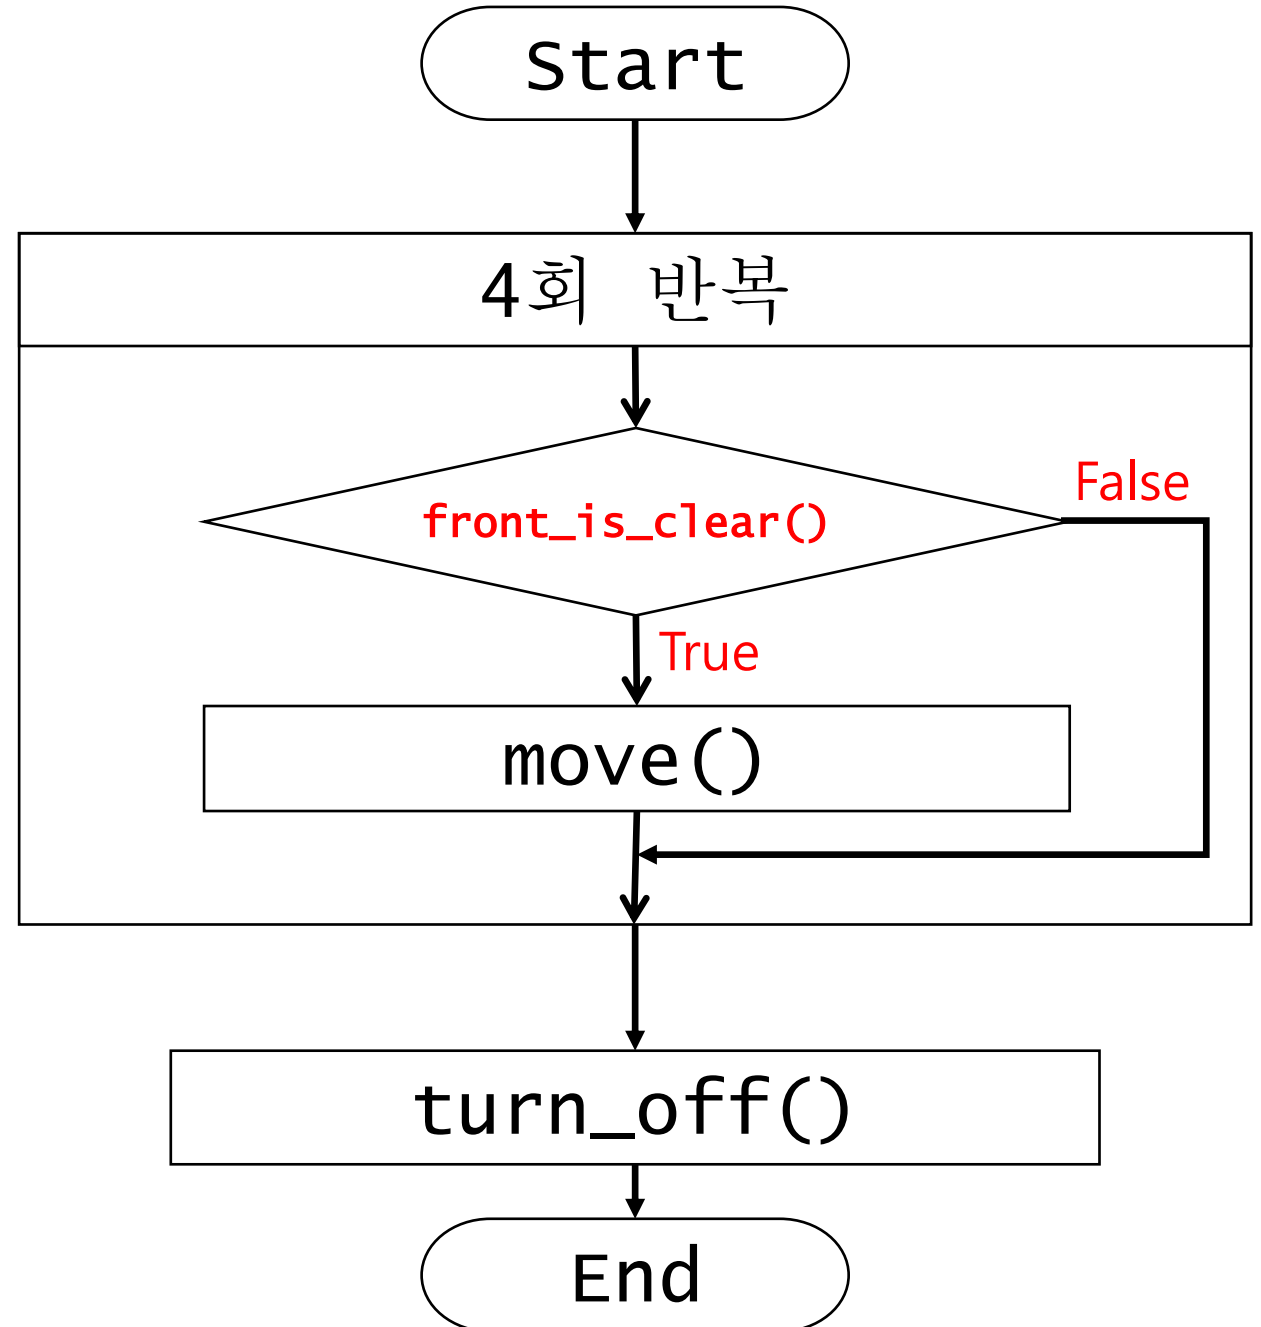 Start
4회 반복
front_is_clear()
False
True
move()
turn_off()
End